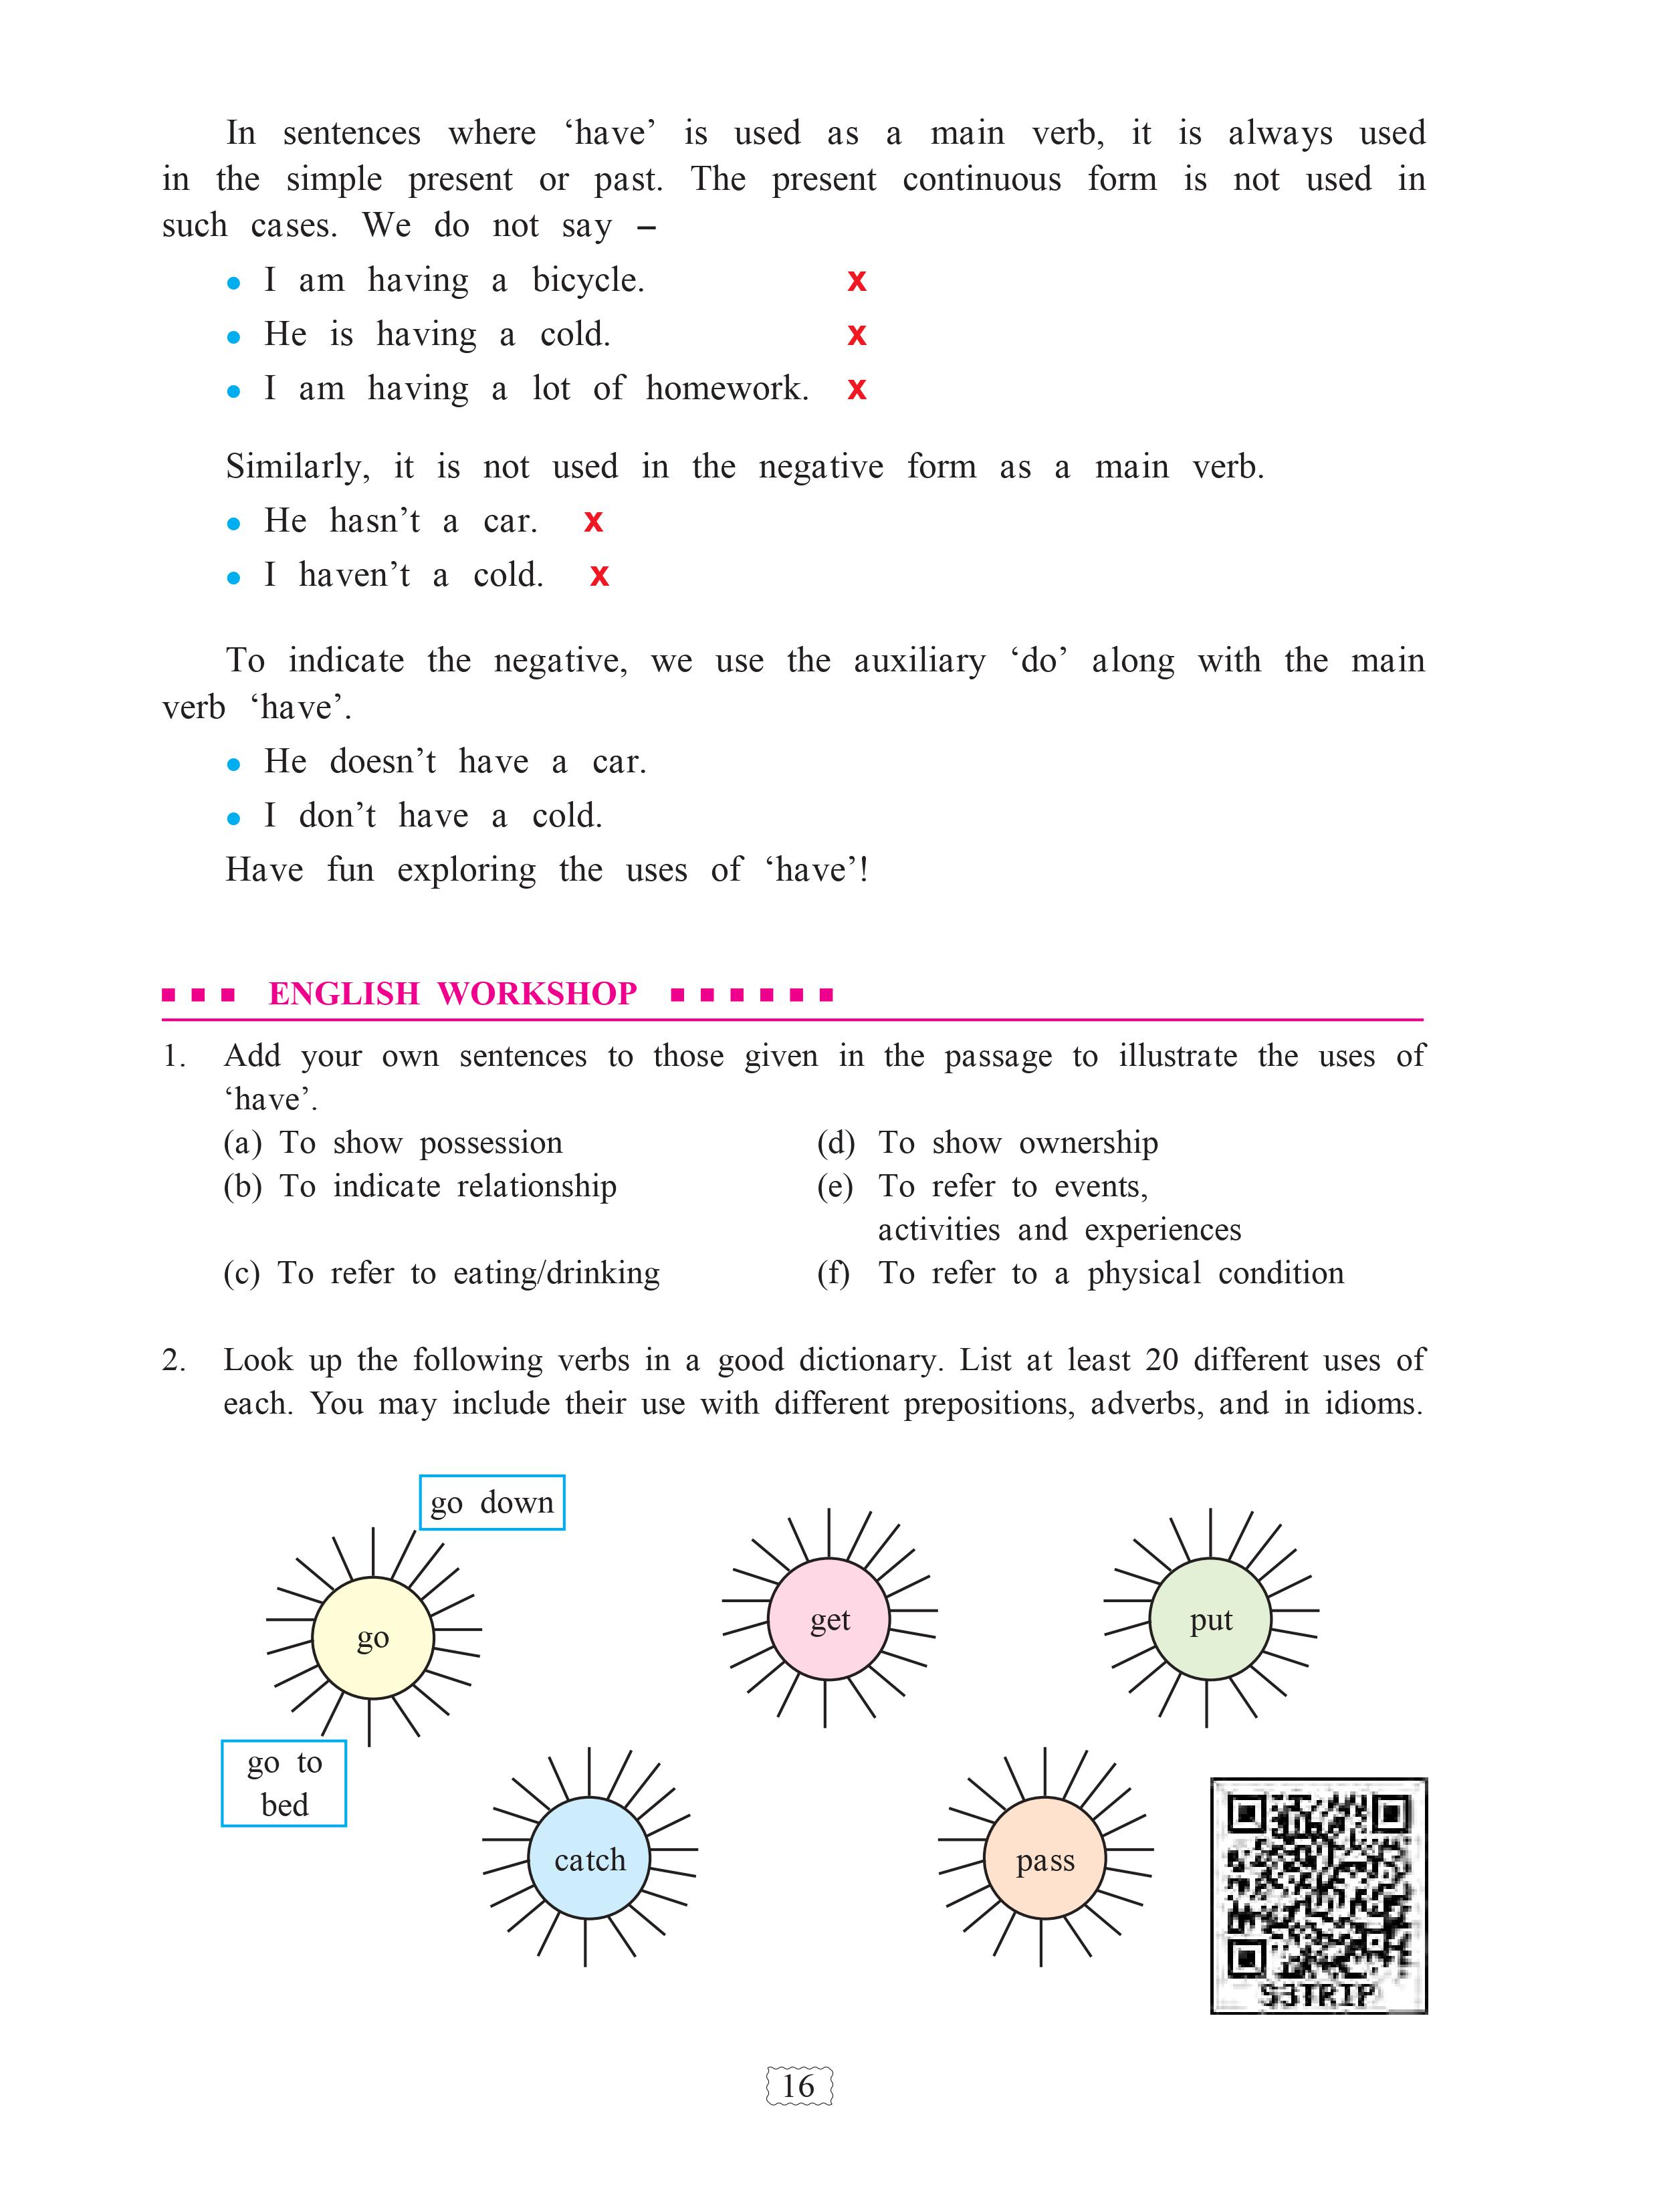 In sentences where ‘have’ is used as a main verb, it is always used
in the simple present or past. The present continuous form is not used in
such cases. We do not say –
• I am having a bicycle. x
• He is having a cold. x
• I am having a lot of homework. x
Similarly, it is not used in the negative form as a main verb.
• He hasn’t a car. x
• I haven’t a cold. x
To indicate the negative, we use the auxiliary ‘do’ along with the main
verb ‘have’.
• He doesn’t have a car.
• I don’t have a cold.
Have fun exploring the uses of ‘have’!
ENGLISH WORKSHOP
1. Add your own sentences to those given in the passage to illustrate the uses of
‘have’.
(a) To show possession
(d) To show ownership
(b) To indicate relationship
(e) To refer to events,
activities and experiences
(c) To refer to eating/drinking
(f) To refer to a physical condition
2. Look up the following verbs in a good dictionary. List at least 20 different uses of
each. You may include their use with different prepositions, adverbs, and in idioms.
go down
go
get
put
go to
bed
catch
pass
S3TRIP
16